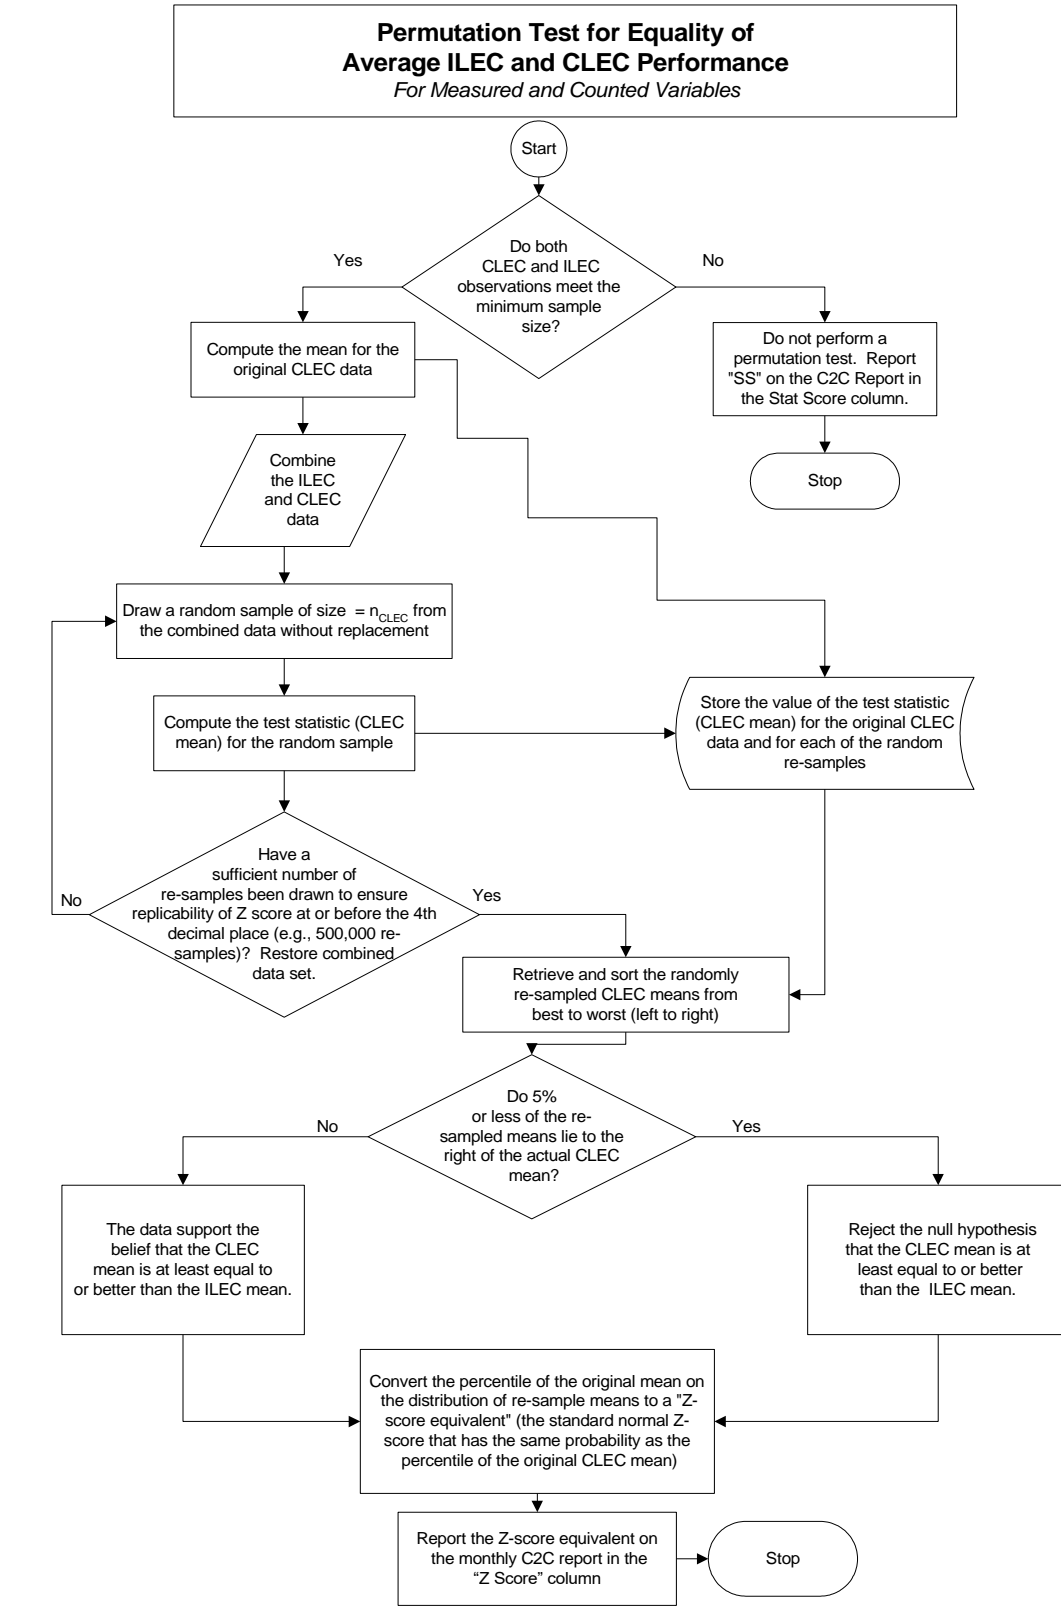 Permutation Test for Equality of
Average ILEC and CLEC Performance
For Measured and Counted Variables
Start
Do both
CLEC and ILEC
observations meet the
minimum sample
size?
Yes
No
Compute the mean for the
original CLEC data
Do not perform a
permutation test. Report
"SS" on the C2C Report in
the Stat Score column.
Combine
the ILEC
and CLEC
data
Stop
Draw a random sample of size = nCLEC from
the combined data without replacement
Compute the test statistic (CLEC
mean) for the random sample
Store the value of the test statistic
(CLEC mean) for the original CLEC
data and for each of the random
re-samples
Have a
sufficient number of
re-samples been drawn to ensure
replicability of Z score at or before the 4th
decimal place (e.g., 500,000 re-
samples)? Restore combined
data set.
No
Yes
Retrieve and sort the randomly
re-sampled CLEC means from
best to worst (left to right)
Do 5%
or less of the re-
sampled means lie to the
right of the actual CLEC
mean?
No
Yes
The data support the
belief that the CLEC
mean is at least equal to
or better than the ILEC mean.
Reject the null hypothesis
that the CLEC mean is at
least equal to or better
than the ILEC mean.
Convert the percentile of the original mean on
the distribution of re-sample means to a "Z-
score equivalent" (the standard normal Z-
score that has the same probability as the
percentile of the original CLEC mean)
Report the Z-score equivalent on
the monthly C2C report in the
“Z Score” column
Stop